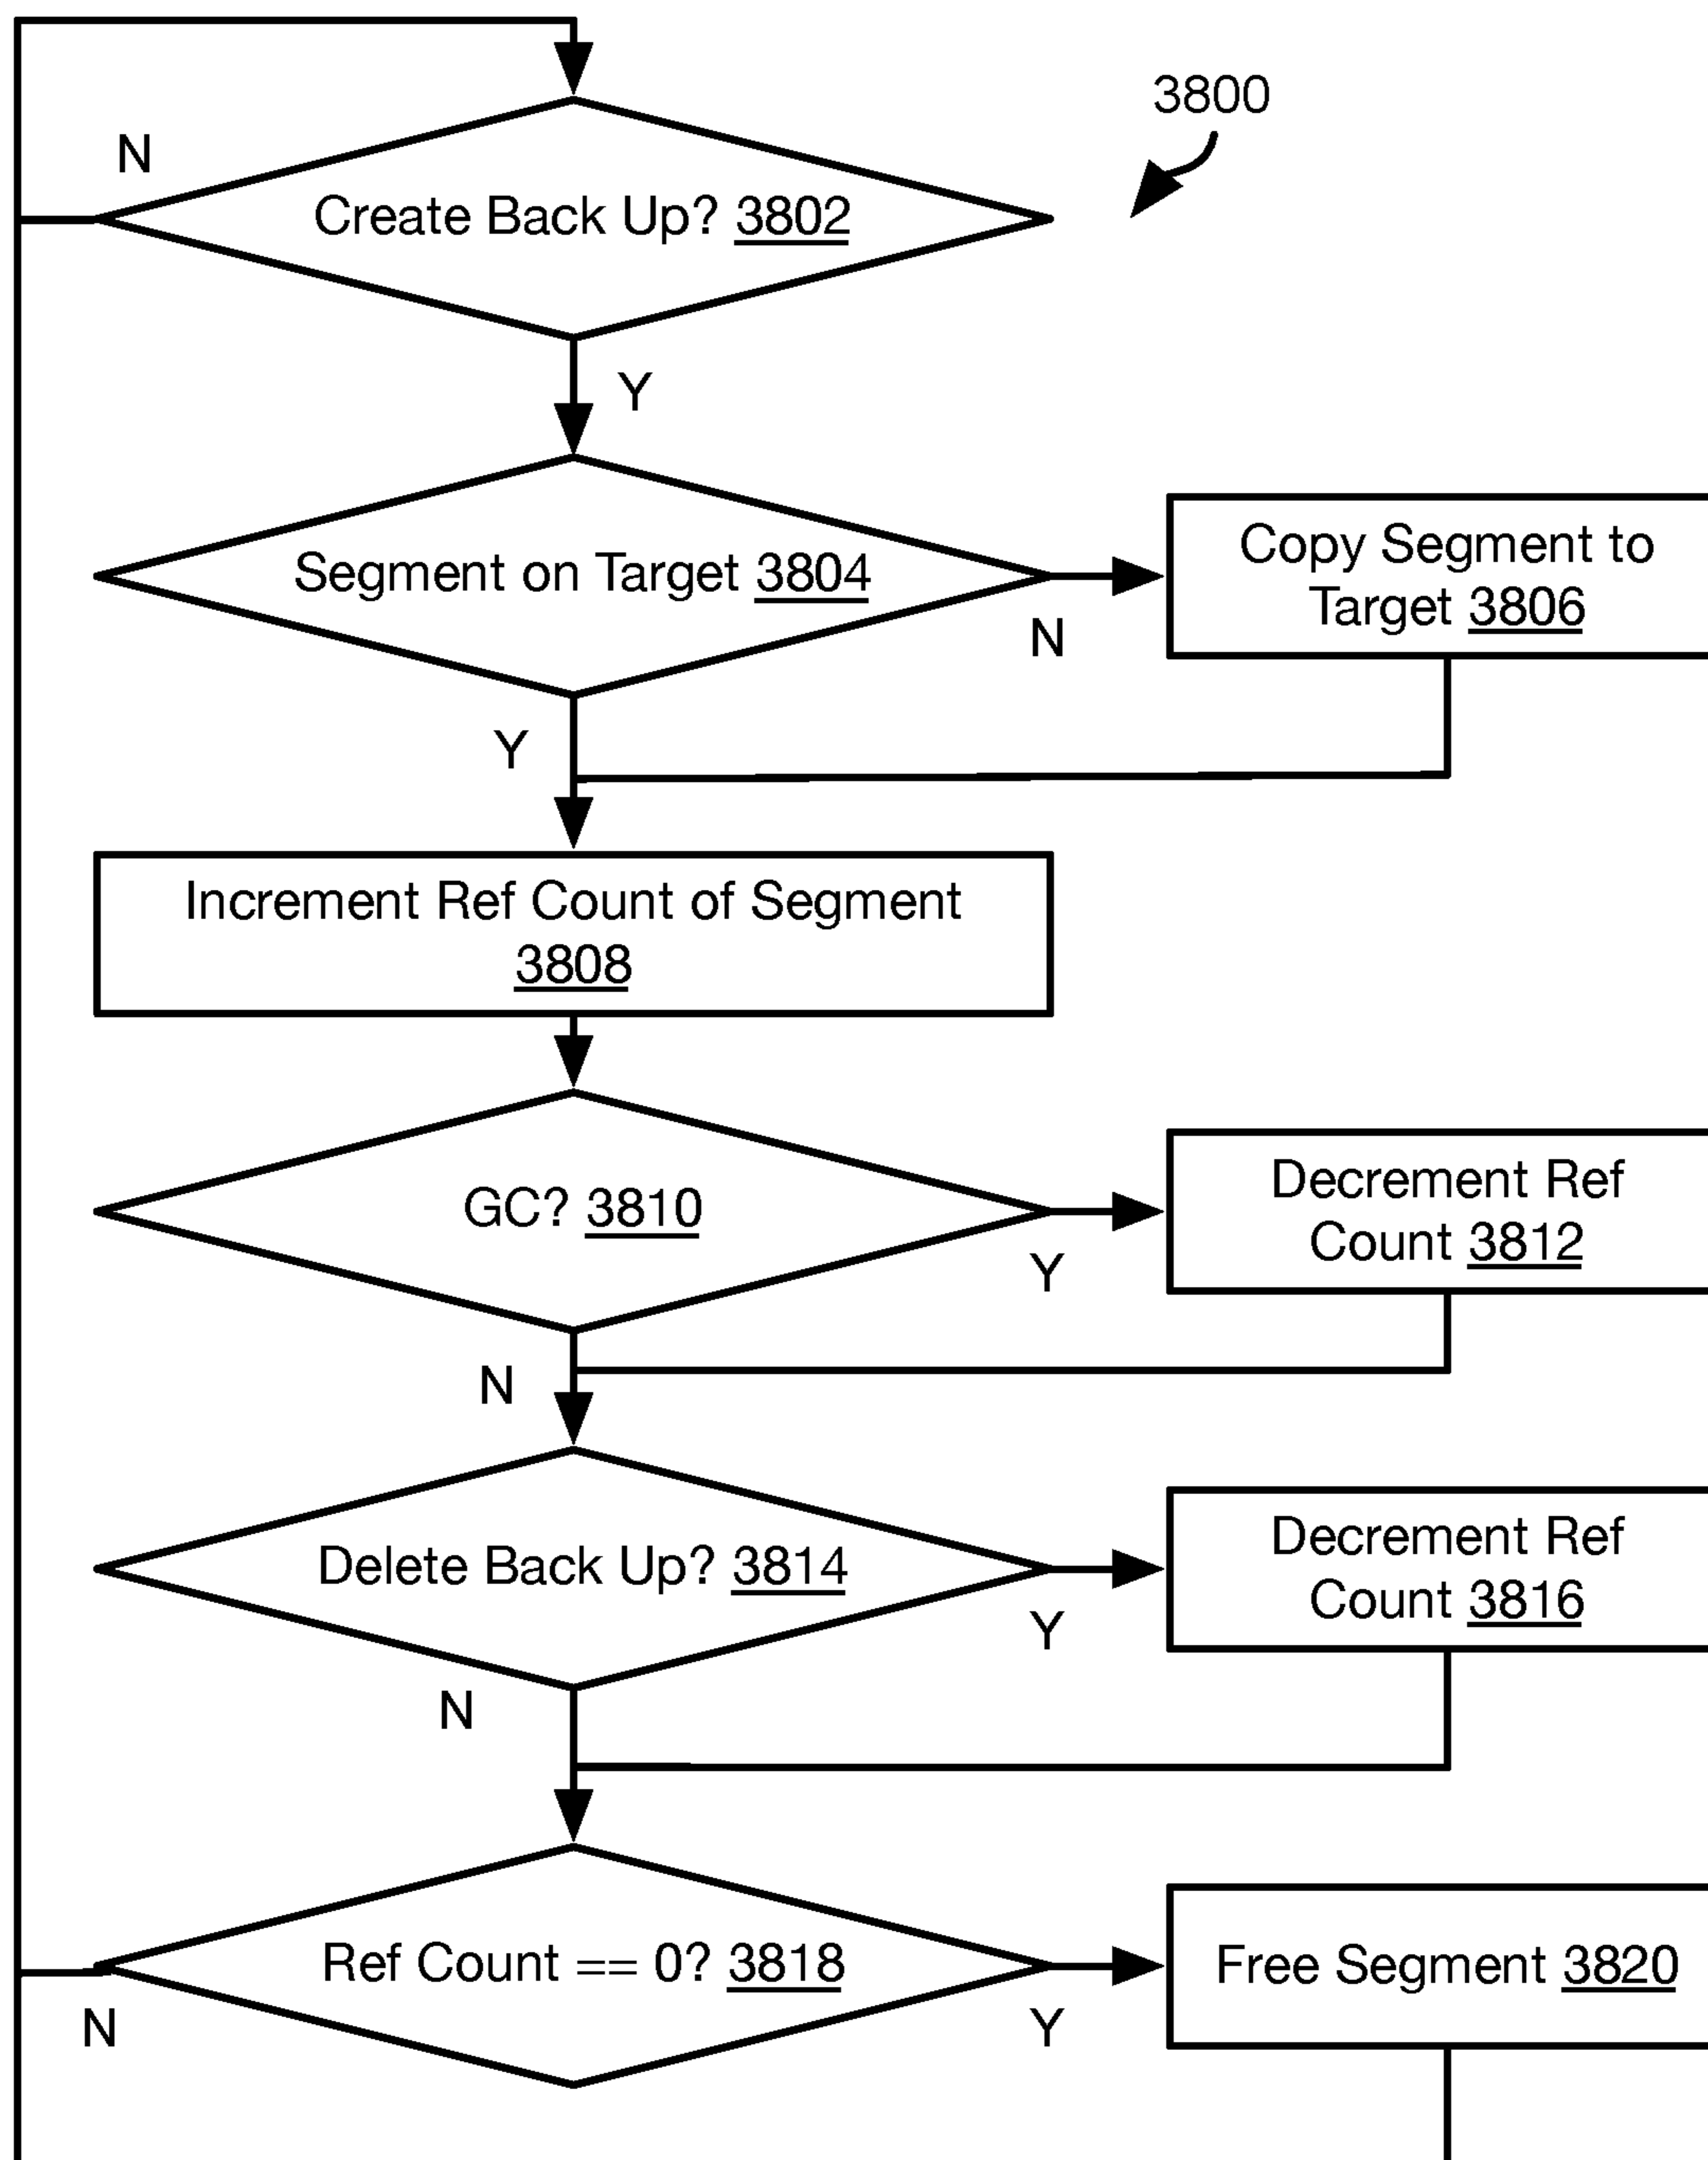 3800
N
Create Back Up? 3802
Y
Segment on Target 3804
N
Copy Segment to
Target 3806
Y
Increment Ref Count of Segment
3808
GC? 3810
Y
Decrement Ref
Count 3812
N
Delete Back Up? 3814
Y
Decrement Ref
Count 3816
N
Ref Count == 0? 3818
Y
Free Segment 3820
N